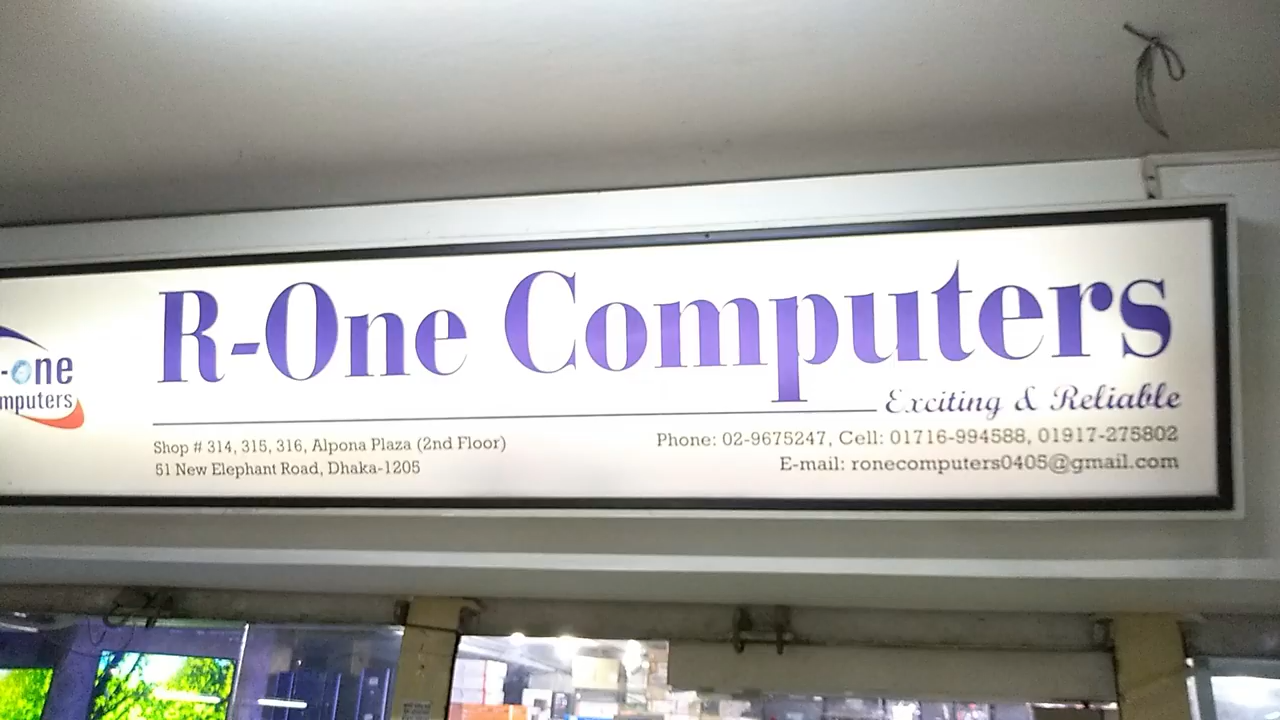 -one
mputers
R-One Computers
Exciting & Reliable
Shop # 314, 315, 316, Alpona Plaza (2nd Floor)
51 New Elephant Road, Dhaka-1205
Phone: 02-9675247, Cell: 01716-994588, 01917-275802
E-mail: ronecomputers0405@gmail.com